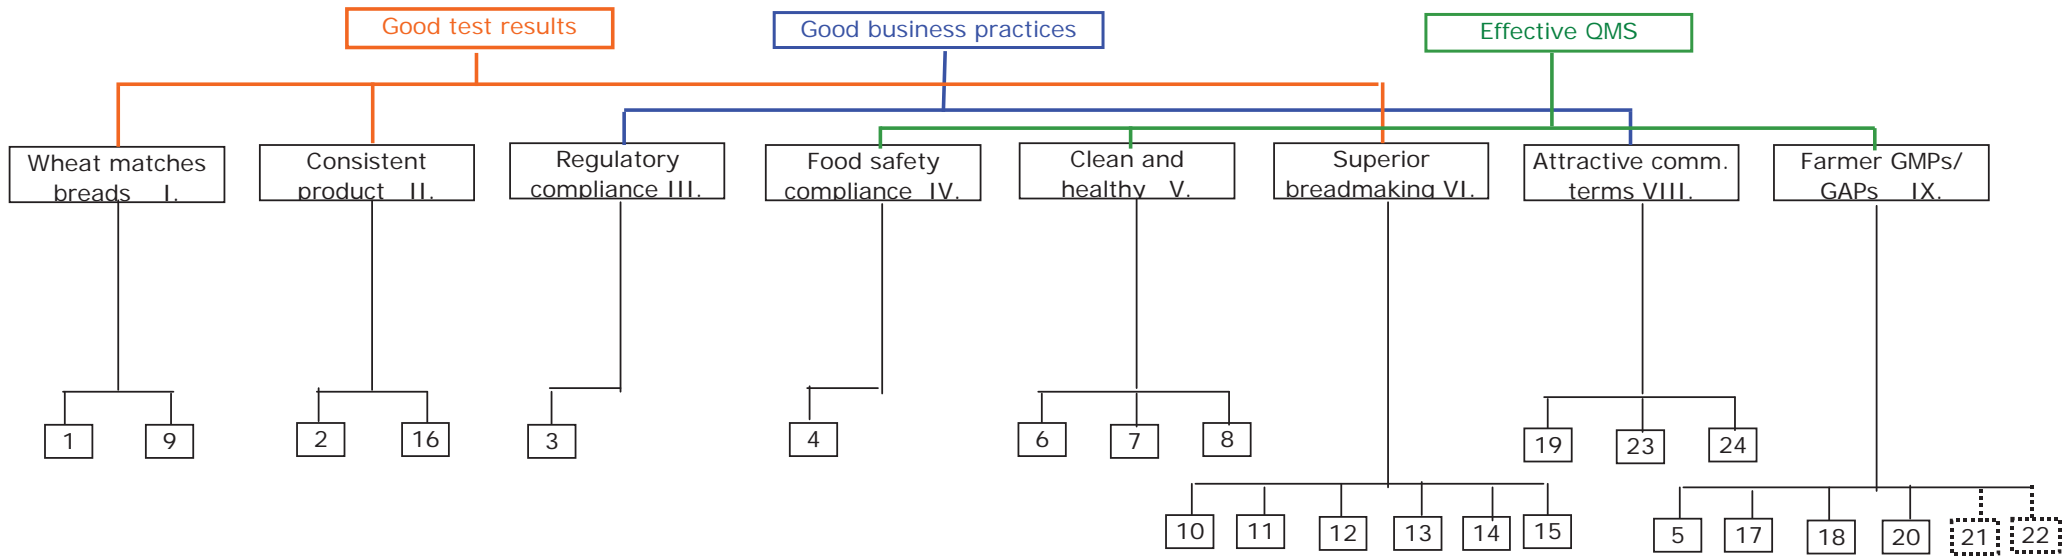 Good test results
Good business practices
Effective QMS
Wheat matches
breads I.
Consistent
product II.
Regulatory
compliance III.
Food safety
compliance IV.
Clean and
healthy V.
Superior
breadmaking VI.
Attractive comm.
terms VIII.
Farmer GMPs/
GAPs IX.
1
9
2
16
3
4
6
7
8
19
23
24
10
11
12
13
14
15
5
17
18
20
21
22